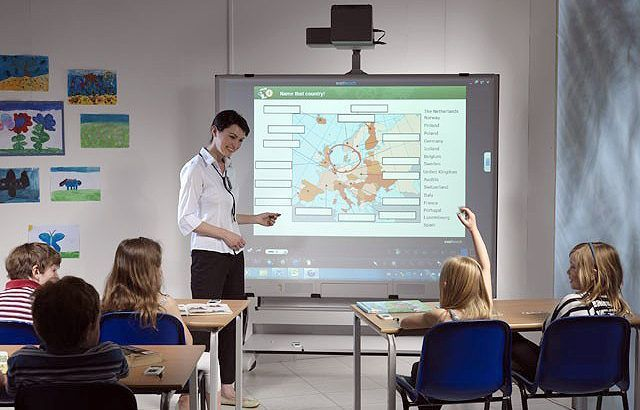 Name that country!
The Netherlands
Norway
Finland
Poland
Germany
Iceland
Belgium
Sweden
United Kingdom
Austria
Switzerland
Italy
France
Portugal
Luxembourg
Spain